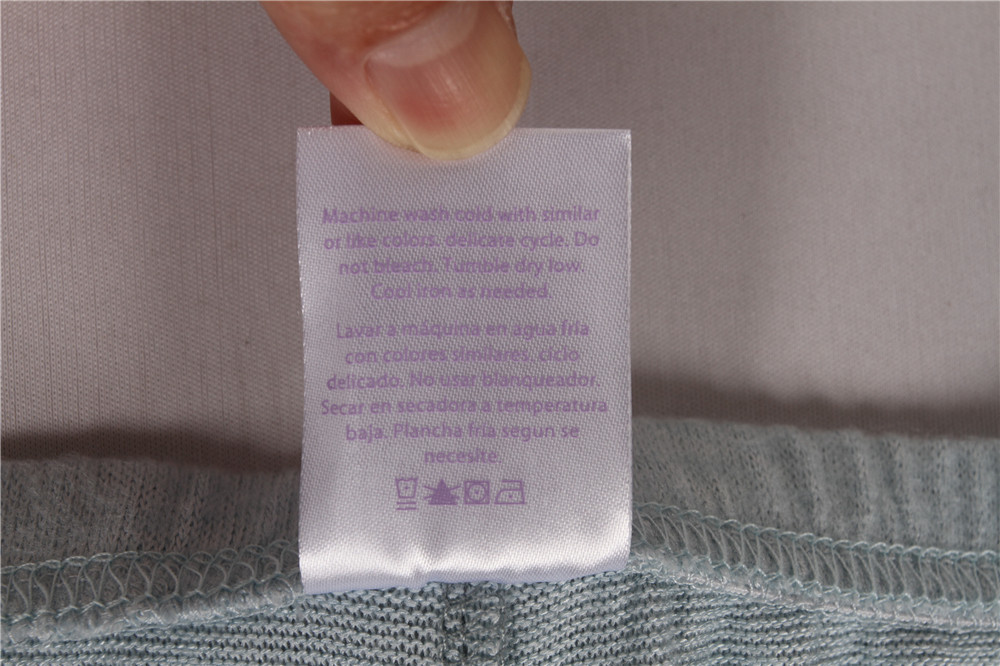 Machine wash cold with similar
or like colors. delicate cycle. Do
not bleach. Tumble dry low.
Cool iron as needed.
Lavar a máquina en agua fria
con colores similares, ciclo
delicado. No usar blanqueador.
Secar en secadora a temperatura
baja. Plancha fria segun se
necesite.